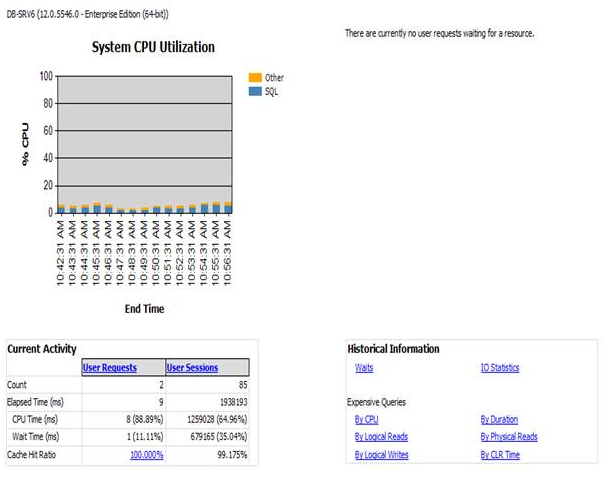 DB-SRV6 (12.0.5546.0 - Enterprise Edition (64-bit))
There are currently no user requests waiting for a resource.
System CPU Utilization
Other
SQL
% CPU
100
80
60
40
20
0
10:42:31 AM
10:43:31 AM
10:44:31 AM
10:45:31 AM
10:46:31 AM
10:47:31 AM
10:48:31 AM
10:49:31 AM
10:50:31 AM
10:51:31 AM
10:52:31 AM
10:53:31 AM
10:54:31 AM
10:55:31 AM
10:56:31 AM
End Time
Current Activity
User Requests User Sessions
Count 2 85
Elapsed Time (ms) 9 1938193
CPU Time (ms) 8 (88.89%) 1259028 (64.96%)
Wait Time (ms) 1 (11.11%) 679165 (35.04%)
Cache Hit Ratio 100.000% 99.175%
Historical Information
Waits IO Statistics
Expensive Queries
By CPU By Duration
By Logical Reads By Physical Reads
By Logical Writes By CLR Time